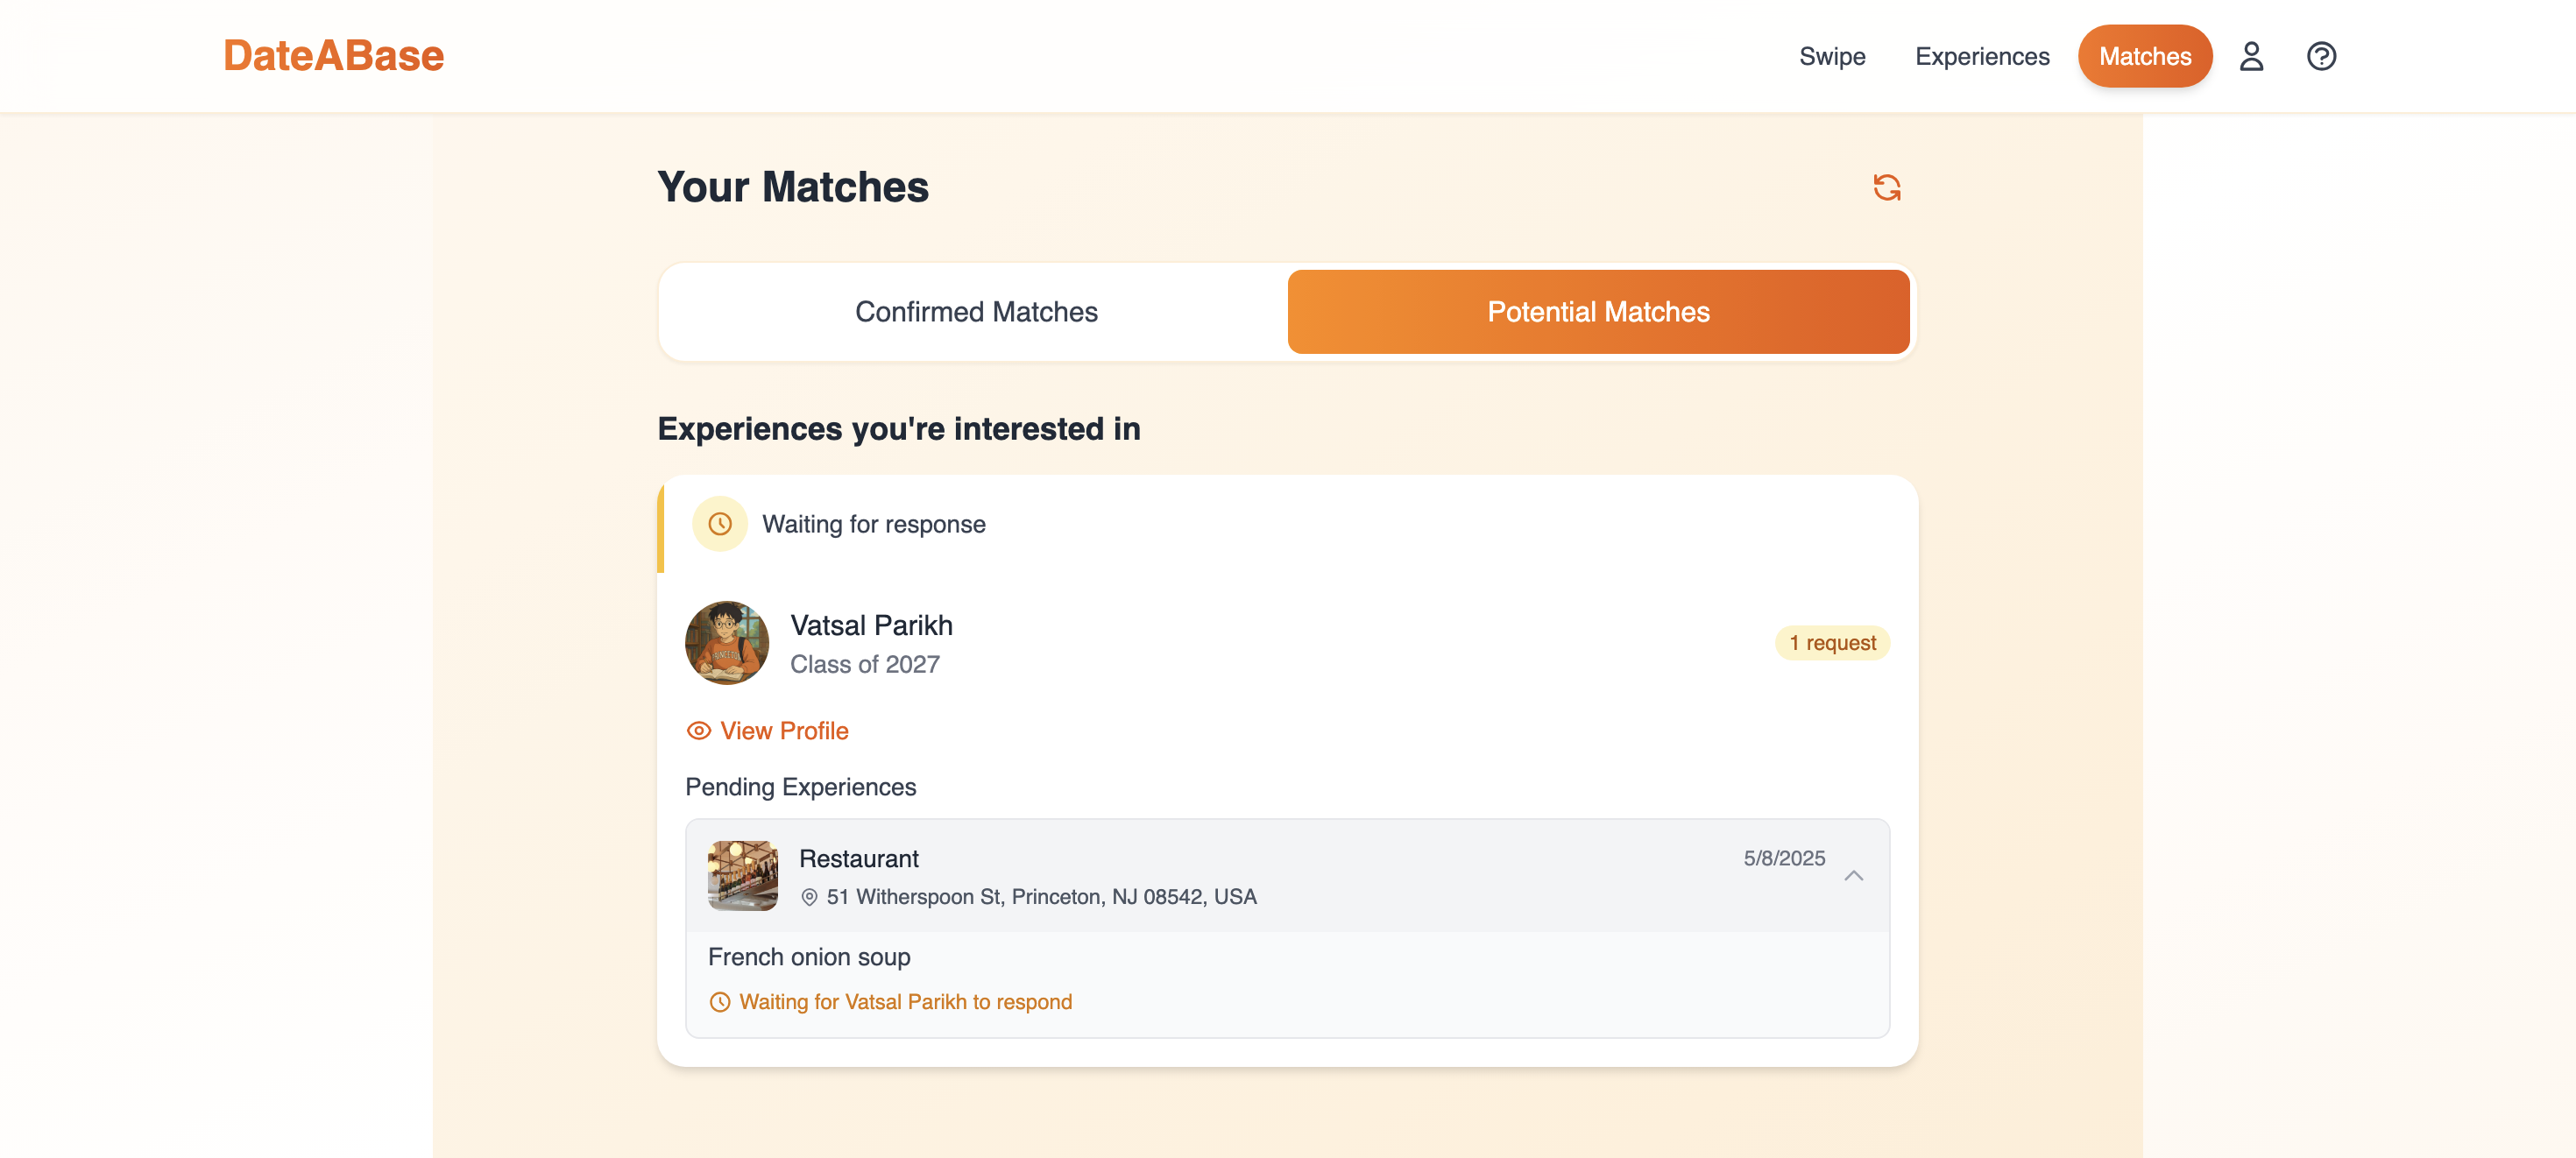 DateABase
Swipe
Experiences
Matches
Your Matches
Confirmed Matches
Potential Matches
Experiences you're interested in
Waiting for response
Vatsal Parikh
Class of 2027
1 request
View Profile
Pending Experiences
Restaurant
5/8/2025
51 Witherspoon St, Princeton, NJ 08542, USA
French onion soup
Waiting for Vatsal Parikh to respond